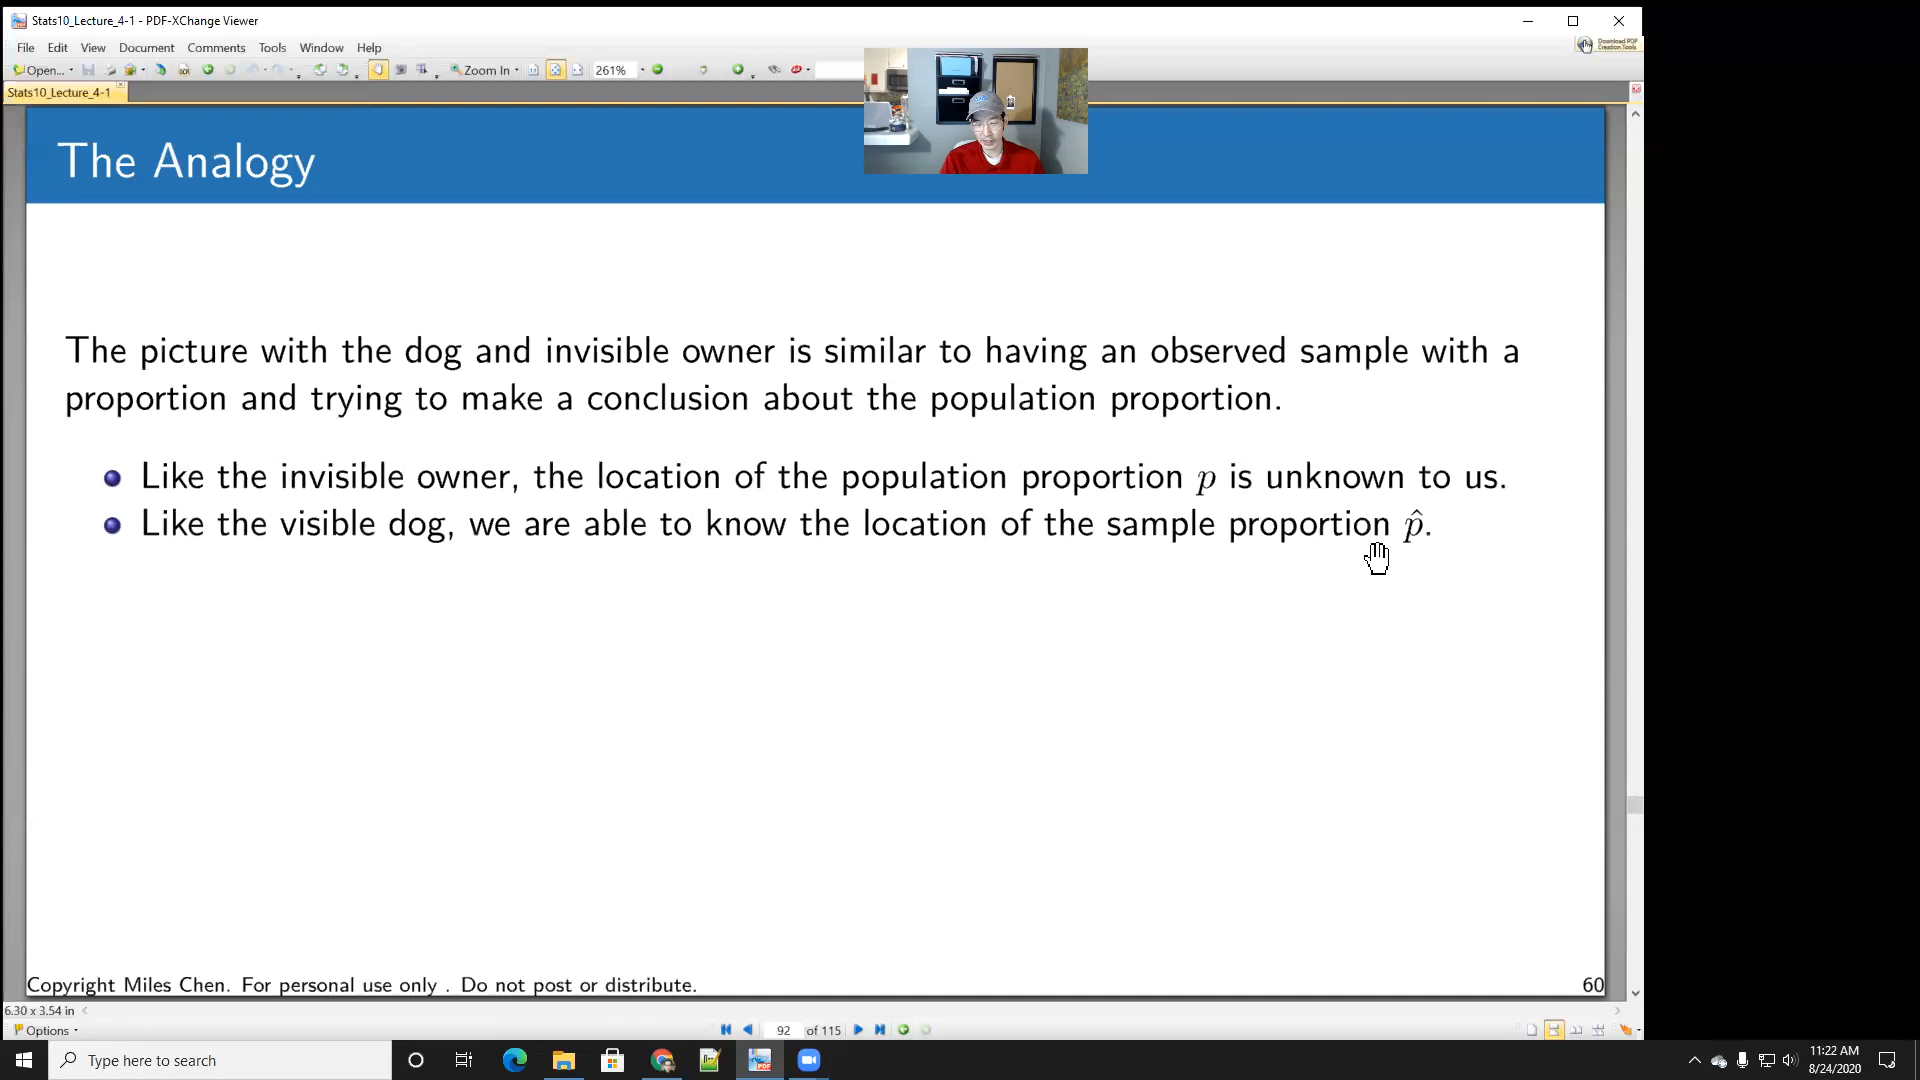 Stats10_Lecture_4-1 - PDF-XChange Viewer
File Edit View Document Comments Tools Window Help
Download PDF
Creation Tools
Open... Zoom In 261%
Stats10_Lecture_4-1
The Analogy
The picture with the dog and invisible owner is similar to having an observed sample with a
proportion and trying to make a conclusion about the population proportion.
Like the invisible owner, the location of the population proportion p is unknown to us.
Like the visible dog, we are able to know the location of the sample proportion p̂.
Copyright Miles Chen. For personal use only . Do not post or distribute.
60
6.30 x 3.54 in
Options 92 of 115
Type here to search
11:22 AM
8/24/2020